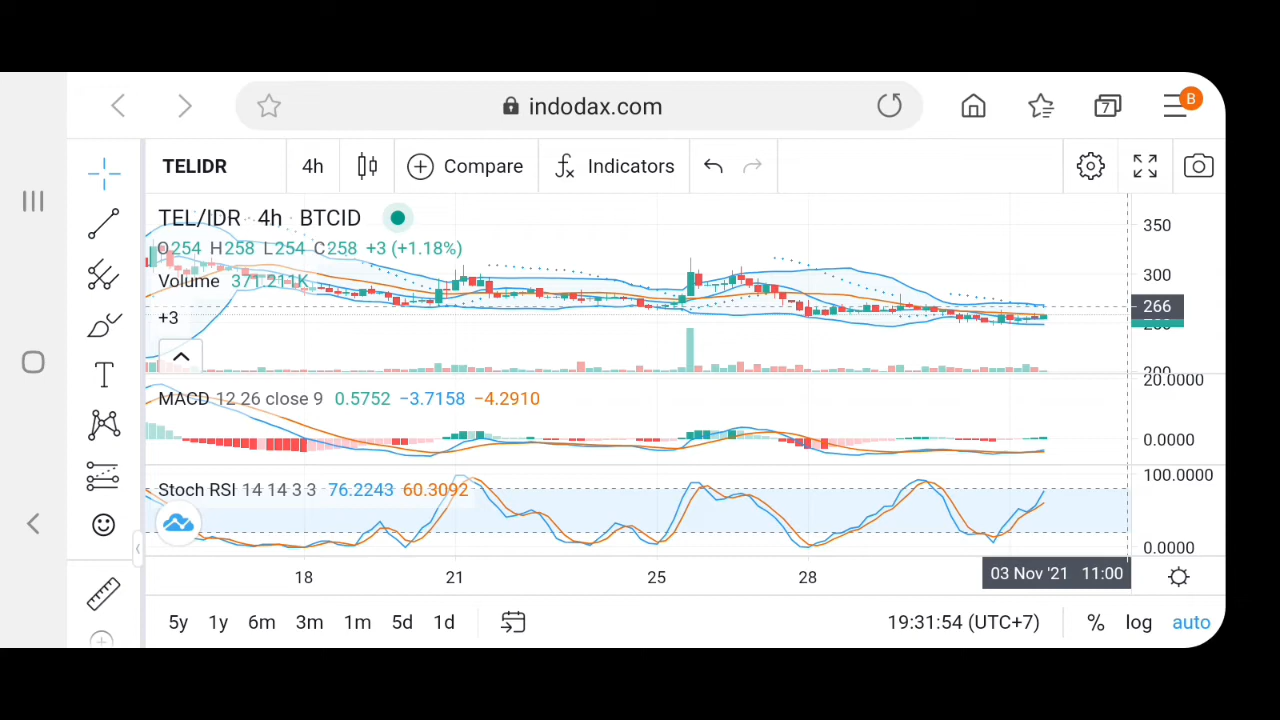 indodax.com
7
B
TELIDR 4h Compare Indicators
TEL/IDR 4h BTCID
O254 H258 L254 C258 +3 (+1.18%)
Volume 371.211K
+3
350
300
266
200
20.0000
MACD 12 26 close 9 0.5752 −3.7158 −4.2910
0.0000
100.0000
Stoch RSI 14 14 3 3 76.2243 60.3092
0.0000
18 21 25 28 03 Nov '21 11:00
5y 1y 6m 3m 1m 5d 1d 19:31:54 (UTC+7) % log auto